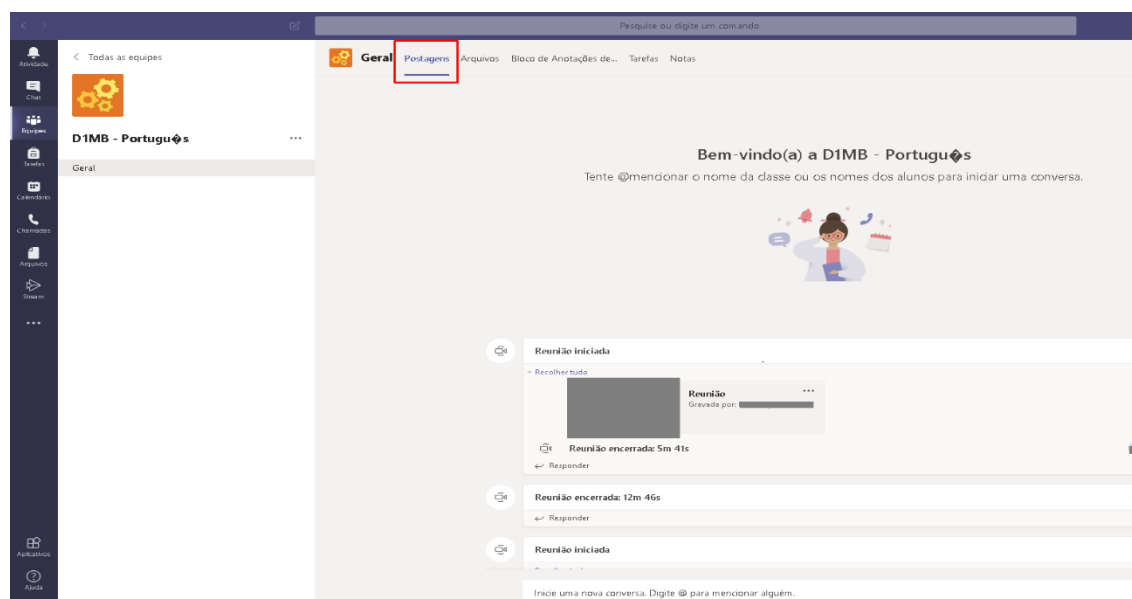 Pesquise ou digite um comando
Atividade
Chat
Equipes
Tarefas
Calendário
Chamadas
Arquivos
Stream
Aplicativos
Ajuda
Todas as equipes
D1MB - Portugu�s
Geral
Geral Postagens Arquivos Bloco de Anotações de... Tarefas Notas
Bem-vindo(a) a D1MB - Portugu�s
Tente @mencionar o nome da classe ou os nomes dos alunos para iniciar uma conversa.
Reunião iniciada
Recolher tudo
Reunião
Gravada por:
Reunião encerrada: 5m 41s
Responder
Reunião encerrada: 12m 46s
Responder
Reunião iniciada
Inicie uma nova conversa. Digite @ para mencionar alguém.